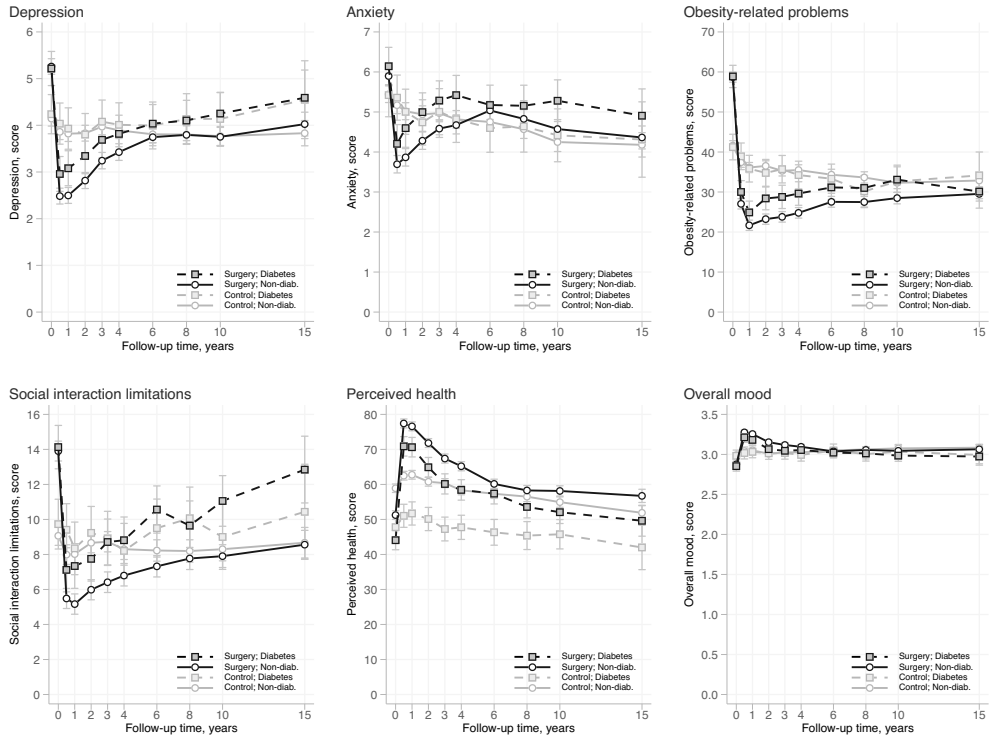 Depression
6
5
4
3
2
1
0
Depression, score
Surgery; Diabetes
Surgery; Non-diab.
Control; Diabetes
Control; Non-diab.
0 1 2 3 4 6 8 10 15
Follow-up time, years
Anxiety
7
6
5
4
3
2
1
0
Anxiety, score
Surgery; Diabetes
Surgery; Non-diab.
Control; Diabetes
Control; Non-diab.
0 1 2 3 4 6 8 10 15
Follow-up time, years
Obesity-related problems
70
60
50
40
30
20
10
0
Obesity-related problems, score
Surgery; Diabetes
Surgery; Non-diab.
Control; Diabetes
Control; Non-diab.
0 1 2 3 4 6 8 10 15
Follow-up time, years
Social interaction limitations
16
14
12
10
8
6
4
2
0
Social interaction limitations, score
Surgery; Diabetes
Surgery; Non-diab.
Control; Diabetes
Control; Non-diab.
0 1 2 3 4 6 8 10 15
Follow-up time, years
Perceived health
80
70
60
50
40
30
20
10
0
Perceived health, score
Surgery; Diabetes
Surgery; Non-diab.
Control; Diabetes
Control; Non-diab.
0 1 2 3 4 6 8 10 15
Follow-up time, years
Overall mood
3.5
3.0
2.5
2.0
1.5
1.0
0.5
0.0
Overall mood, score
Surgery; Diabetes
Surgery; Non-diab.
Control; Diabetes
Control; Non-diab.
0 1 2 3 4 6 8 10 15
Follow-up time, years